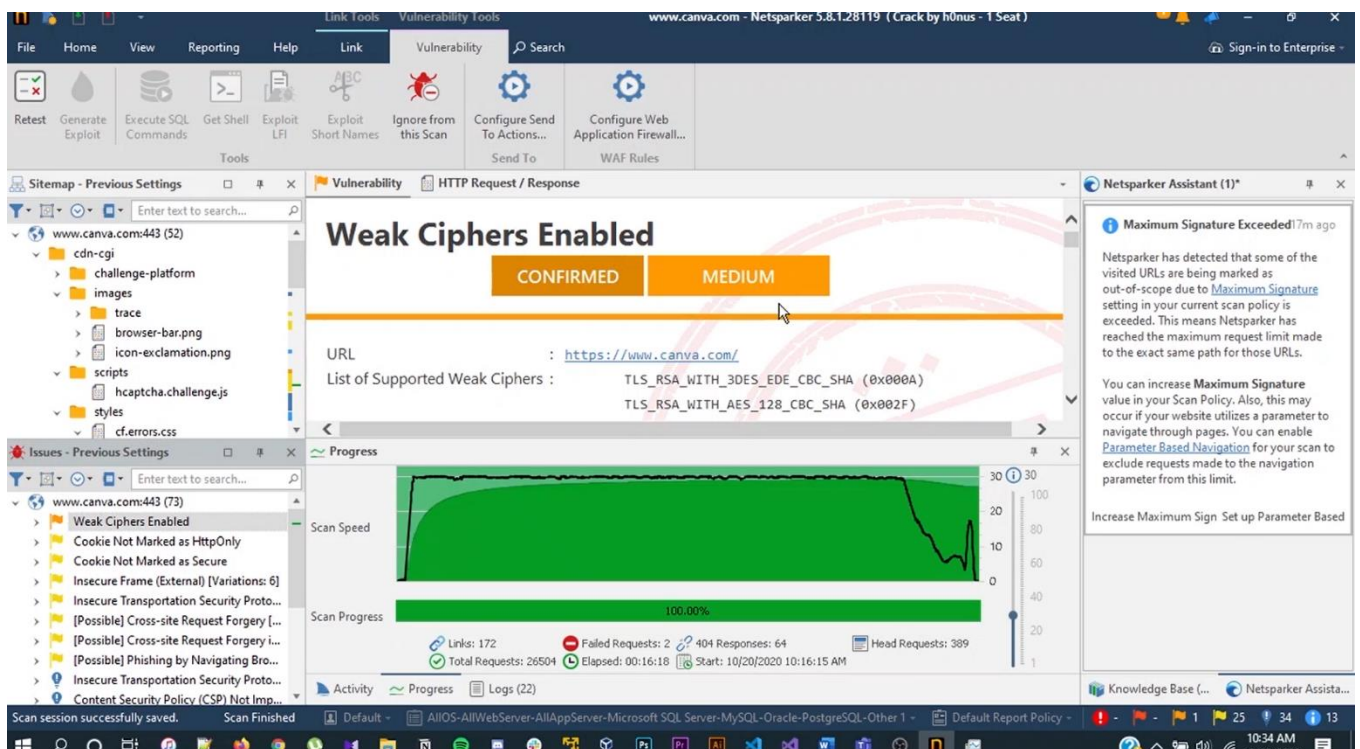 Link Tools Vulnerability Tools www.canva.com - Netsparker 5.8.1.28119 (Crack by h0nus - 1 Seat)
File Home View Reporting Help Link Vulnerability Search Sign-in to Enterprise
Retest Generate Exploit Execute SQL Commands Get Shell Exploit LFI Exploit Short Names Ignore from this Scan Configure Send To Actions... Configure Web Application Firewall...
Tools Send To WAF Rules
Sitemap - Previous Settings
Enter text to search...
www.canva.com:443 (52)
cdn-cgi
challenge-platform
images
trace
browser-bar.png
icon-exclamation.png
scripts
hcaptcha.challenge.js
styles
cf.errors.css
Issues - Previous Settings
Enter text to search...
www.canva.com:443 (73)
Weak Ciphers Enabled
Cookie Not Marked as HttpOnly
Cookie Not Marked as Secure
Insecure Frame (External) [Variations: 6]
Insecure Transportation Security Proto...
[Possible] Cross-site Request Forgery [...
[Possible] Cross-site Request Forgery i...
[Possible] Phishing by Navigating Bro...
Insecure Transportation Security Proto...
Content Security Policy (CSP) Not Imp...
Vulnerability HTTP Request / Response
Weak Ciphers Enabled
CONFIRMED MEDIUM
URL : https://www.canva.com/
List of Supported Weak Ciphers : TLS_RSA_WITH_3DES_EDE_CBC_SHA (0x000A)
TLS_RSA_WITH_AES_128_CBC_SHA (0x002F)
Progress
Scan Speed
30 30
20
10
0
100
80
60
40
20
1
Scan Progress
100.00%
Links: 172 Failed Requests: 2 404 Responses: 64 Head Requests: 389
Total Requests: 26504 Elapsed: 00:16:18 Start: 10/20/2020 10:16:15 AM
Activity Progress Logs (22)
Netsparker Assistant (1)*
Maximum Signature Exceeded 17m ago
Netsparker has detected that some of the
visited URLs are being marked as
out-of-scope due to Maximum Signature
setting in your current scan policy is
exceeded. This means Netsparker has
reached the maximum request limit made
to the exact same path for those URLs.
You can increase Maximum Signature
value in your Scan Policy. Also, this may
occur if your website utilizes a parameter to
navigate through pages. You can enable
Parameter Based Navigation for your scan to
exclude requests made to the navigation
parameter from this limit.
Increase Maximum Sign Set up Parameter Based
Knowledge Base (... Netsparker Assista...
Scan session successfully saved. Scan Finished Default AllOS-AllWebServer-AllAppServer-Microsoft SQL Server-MySQL-Oracle-PostgreSQL-Other 1 Default Report Policy - - 1 25 34 13
10:34 AM